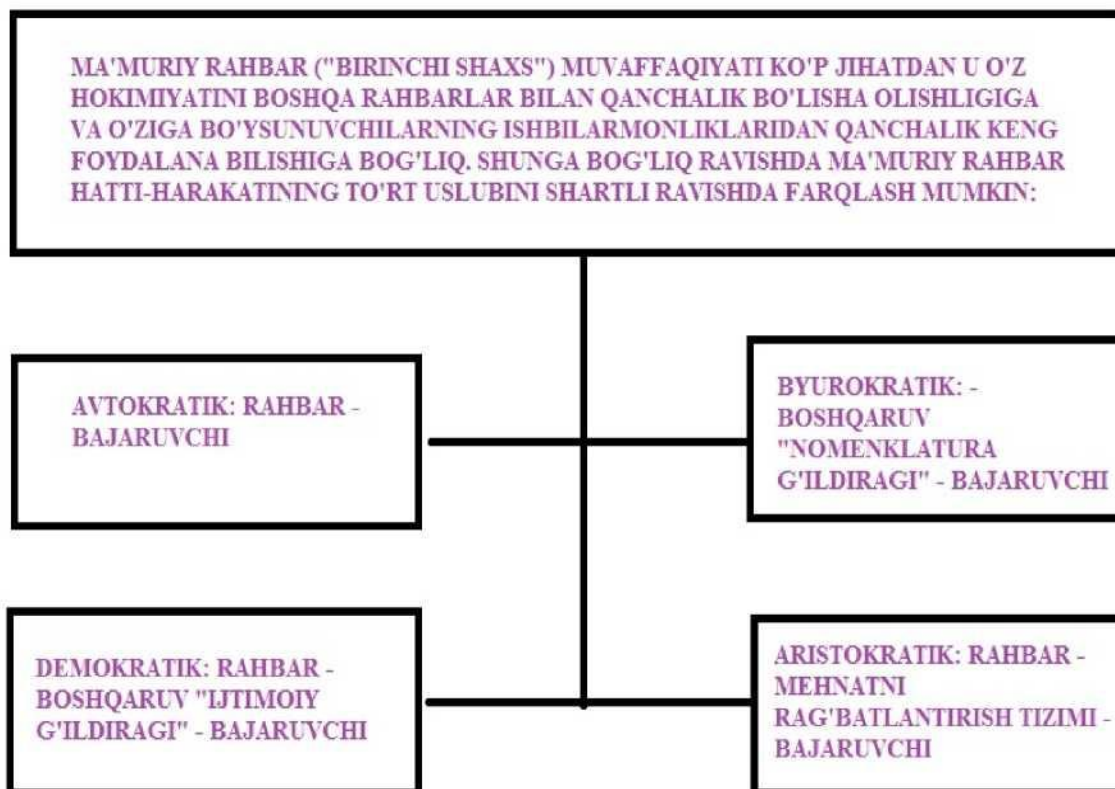 MA'MURIY RAHBAR ("BIRINCHI SHAXS") MUVAFFAQIYATI KO'P JIHATDAN U O'Z
HOKIMIYATINI BOSHQA RAHBARLAR BILAN QANCHALIK BO'LISHA OLISHLIGIGA
VA O'ZIGA BO'YSUNUVCHILARNING ISHBILARMONLIKLARIDAN QANCHALIK KENG
FOYDALANA BILISHIGA BOG'LIQ. SHUNGA BOG'LIQ RAVISHDA MA'MURIY RAHBAR
HATTI-HARAKATINING TO'RT USLUBINI SHARTLI RAVISHDA FARQLASH MUMKIN:
AVTOKRATIK: RAHBAR -
BAJARUVCHI
BYUROKRATIK: -
BOSHQARUV
"NOMENKLATURA
G'ILDIRAGI" - BAJARUVCHI
DEMOKRATIK: RAHBAR -
BOSHQARUV "IJTIMOIY
G'ILDIRAGI" - BAJARUVCHI
ARISTOKRATIK: RAHBAR -
MEHNATNI
RAG'BATLANTIRISH TIZIMI -
BAJARUVCHI